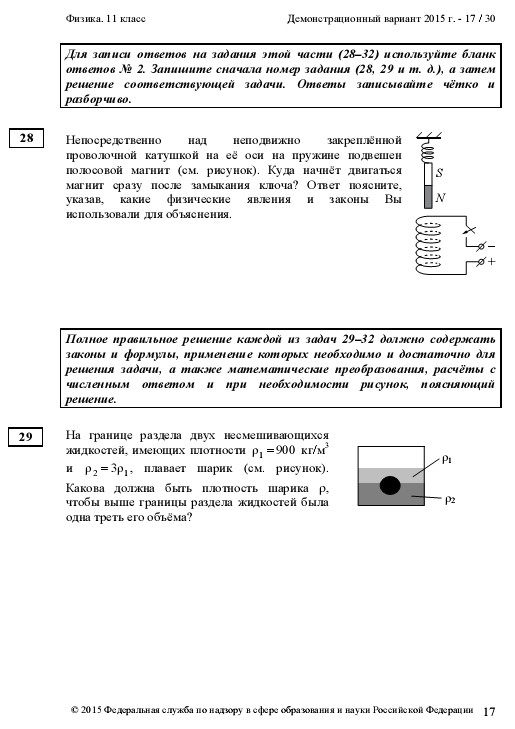 Физика. 11 класс Демонстрационный вариант 2015 г. - 17 / 30
Для записи ответов на задания этой части (28–32) используйте бланк
ответов № 2. Запишите сначала номер задания (28, 29 и т. д.), а затем
решение соответствующей задачи. Ответы записывайте чётко и
разборчиво.
28
Непосредственно над неподвижно закреплённой
проволочной катушкой на её оси на пружине подвешен
полосовой магнит (см. рисунок). Куда начнёт двигаться
магнит сразу после замыкания ключа? Ответ поясните,
указав, какие физические явления и законы Вы
использовали для объяснения.
S
N
–
+
Полное правильное решение каждой из задач 29–32 должно содержать
законы и формулы, применение которых необходимо и достаточно для
решения задачи, а также математические преобразования, расчёты с
численным ответом и при необходимости рисунок, поясняющий
решение.
29
На границе раздела двух несмешивающихся
жидкостей, имеющих плотности ρ₁ = 900 кг/м³
и ρ₂ = 3ρ₁, плавает шарик (см. рисунок).
Какова должна быть плотность шарика ρ,
чтобы выше границы раздела жидкостей была
одна треть его объёма?
ρ₁
ρ₂
© 2015 Федеральная служба по надзору в сфере образования и науки Российской Федерации 17